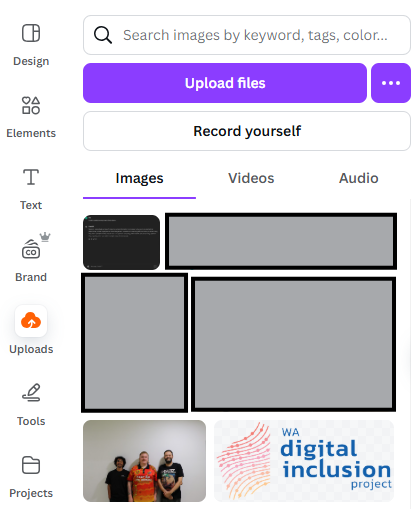 Search images by keyword, tags, color...
Design
Upload files
Elements
Record yourself
Images
Videos
Audio
Text
Brand
CO
Uploads
Tools
Projects
WA
digital
inclusion
project